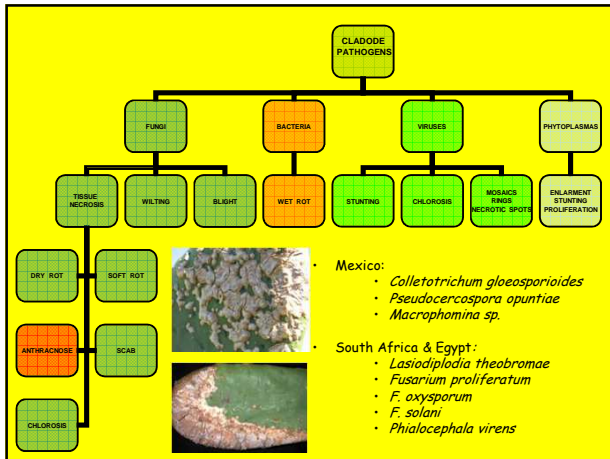 CLADODE
PATHOGENS
FUNGI
BACTERIA
VIRUSES
PHYTOPLASMAS
TISSUE
NECROSIS
WILTING
BLIGHT
WET ROT
STUNTING
CHLOROSIS
MOSAICS
RINGS
NECROTIC SPOTS
ENLARMENT
STUNTING
PROLIFERATION
DRY ROT
SOFT ROT
ANTHRACNOSE
SCAB
CHLOROSIS
• Mexico:
• Colletotrichum gloeosporioides
• Pseudocercospora opuntiae
• Macrophomina sp.
• South Africa & Egypt:
• Lasiodiplodia theobromae
• Fusarium proliferatum
• F. oxysporum
• F. solani
• Phialocephala virens